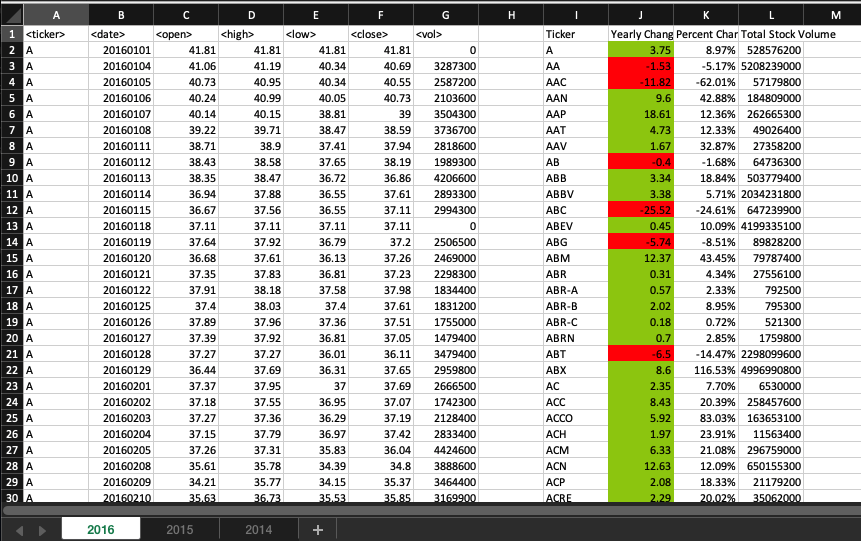 A B C D E F G H I J K L M
1 <ticker> <date> <open> <high> <low> <close> <vol> Ticker Yearly Chang Percent Char Total Stock Volume
2 A 20160101 41.81 41.81 41.81 41.81 0 A 3.75 8.97% 528576200
3 A 20160104 41.06 41.19 40.34 40.69 3287300 AA -1.53 -5.17% 5208239000
4 A 20160105 40.73 40.95 40.34 40.55 2587200 AAC -11.82 -62.01% 57179800
5 A 20160106 40.24 40.99 40.05 40.73 2103600 AAN 9.6 42.88% 184809000
6 A 20160107 40.14 40.15 38.81 39 3504300 AAP 18.61 12.36% 262665300
7 A 20160108 39.22 39.71 38.47 38.59 3736700 AAT 4.73 12.33% 49026400
8 A 20160111 38.71 38.9 37.41 37.94 2818600 AAV 1.67 32.87% 27358200
9 A 20160112 38.43 38.58 37.65 38.19 1989300 AB -0.4 -1.68% 64736300
10 A 20160113 38.35 38.47 36.72 36.86 4206600 ABB 3.34 18.84% 503779400
11 A 20160114 36.94 37.88 36.55 37.61 2893300 ABBV 3.38 5.71% 2034231800
12 A 20160115 36.67 37.56 36.55 37.11 2994300 ABC -25.52 -24.61% 647239900
13 A 20160118 37.11 37.11 37.11 37.11 0 ABEV 0.45 10.09% 4199335100
14 A 20160119 37.64 37.92 36.79 37.2 2506500 ABG -5.74 -8.51% 89828200
15 A 20160120 36.68 37.61 36.13 37.26 2469000 ABM 12.37 43.45% 79787400
16 A 20160121 37.35 37.83 36.81 37.23 2298300 ABR 0.31 4.34% 27556100
17 A 20160122 37.91 38.18 37.58 37.98 1834400 ABR-A 0.57 2.33% 792500
18 A 20160125 37.4 38.03 37.4 37.61 1831200 ABR-B 2.02 8.95% 795300
19 A 20160126 37.89 37.96 37.36 37.51 1755000 ABR-C 0.18 0.72% 521300
20 A 20160127 37.39 37.92 36.81 37.05 1479400 ABRN 0.7 2.85% 1759800
21 A 20160128 37.27 37.27 36.01 36.11 3479400 ABT -6.5 -14.47% 2298099600
22 A 20160129 36.44 37.69 36.31 37.65 2959800 ABX 8.6 116.53% 4996990800
23 A 20160201 37.37 37.95 37 37.69 2666500 AC 2.35 7.70% 6530000
24 A 20160202 37.18 37.55 36.95 37.07 1742300 ACC 8.43 20.39% 258457600
25 A 20160203 37.27 37.36 36.29 37.19 2128400 ACCO 5.92 83.03% 163653100
26 A 20160204 37.15 37.79 36.97 37.42 2833400 ACH 1.97 23.91% 11563400
27 A 20160205 37.26 37.31 35.83 36.04 4424600 ACM 6.33 21.08% 296759000
28 A 20160208 35.61 35.78 34.39 34.8 3888600 ACN 12.63 12.09% 650155300
29 A 20160209 34.21 35.77 34.15 35.37 3464400 ACP 2.08 18.33% 21179200
30 A 20160210 35.63 36.73 35.53 35.85 3169900 ACRE 2.29 20.02% 35062000
2016 2015 2014 +